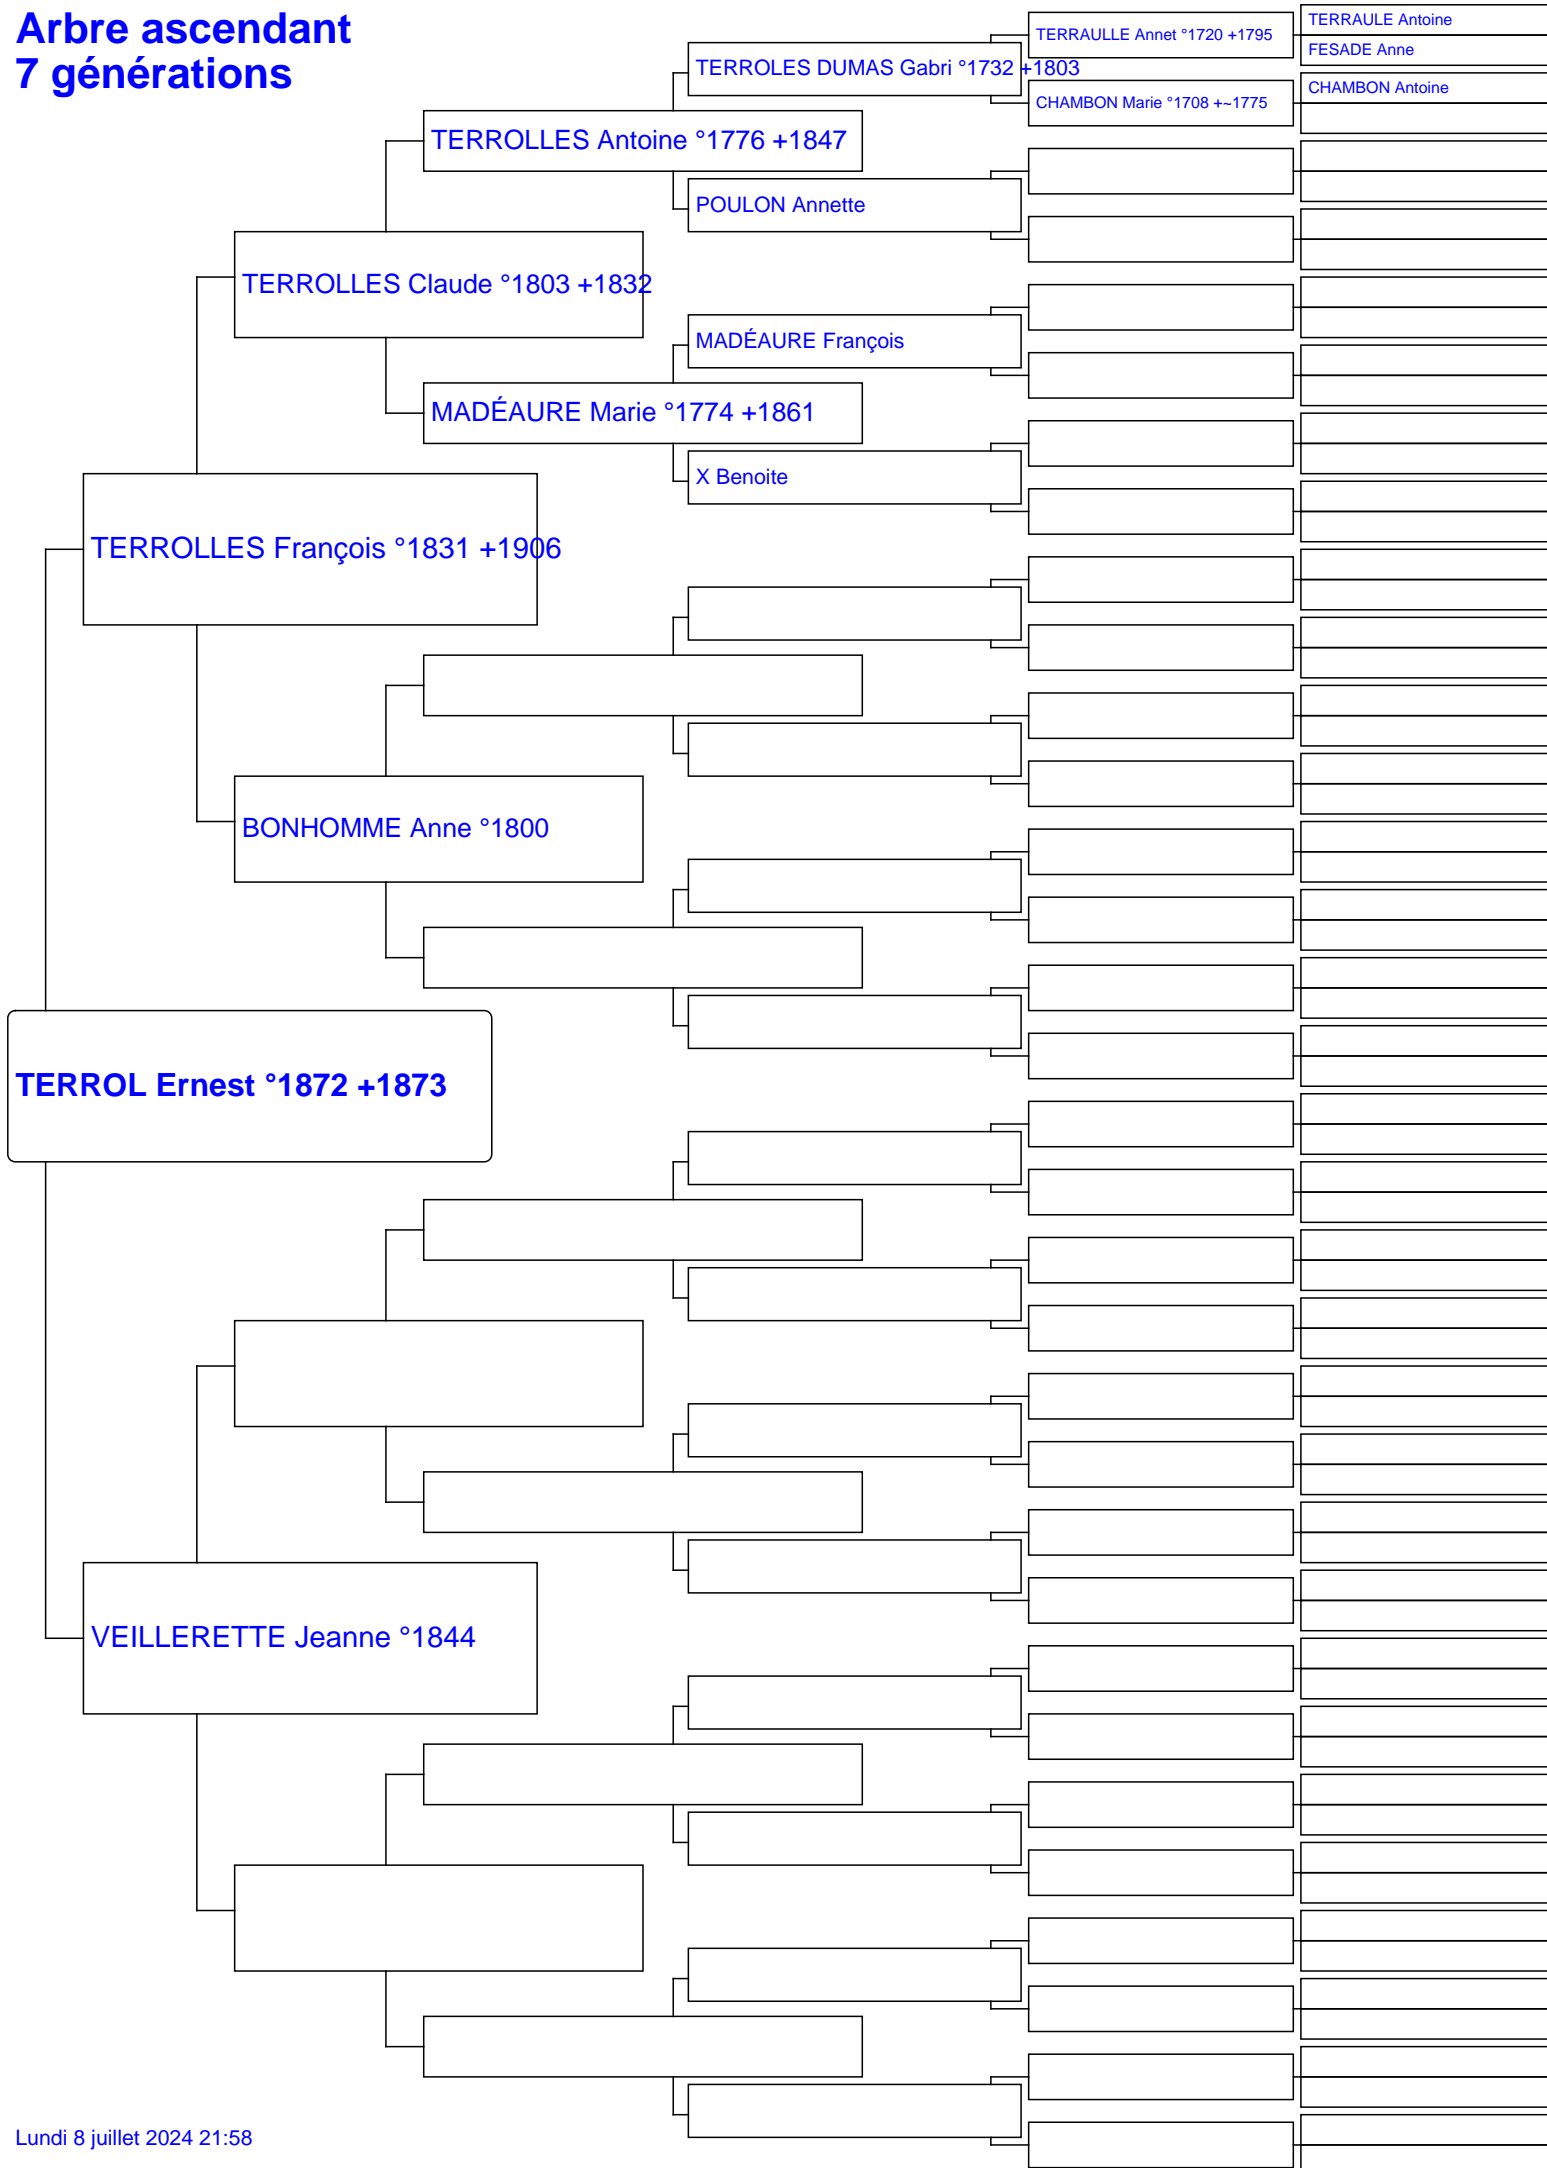 Arbre ascendant
7 générations
TERRAULLE Annet °1720 +1795
TERRAULE Antoine
FESADE Anne
TERROLES DUMAS Gabri °1732 +1803
CHAMBON Marie °1708 +~1775
CHAMBON Antoine
TERROLLES Antoine °1776 +1847
POULON Annette
TERROLLES Claude °1803 +1832
MADÉAURE François
MADÉAURE Marie °1774 +1861
X Benoite
TERROLLES François °1831 +1906
BONHOMME Anne °1800
TERROL Ernest °1872 +1873
VEILLERETTE Jeanne °1844
Lundi 8 juillet 2024 21:58